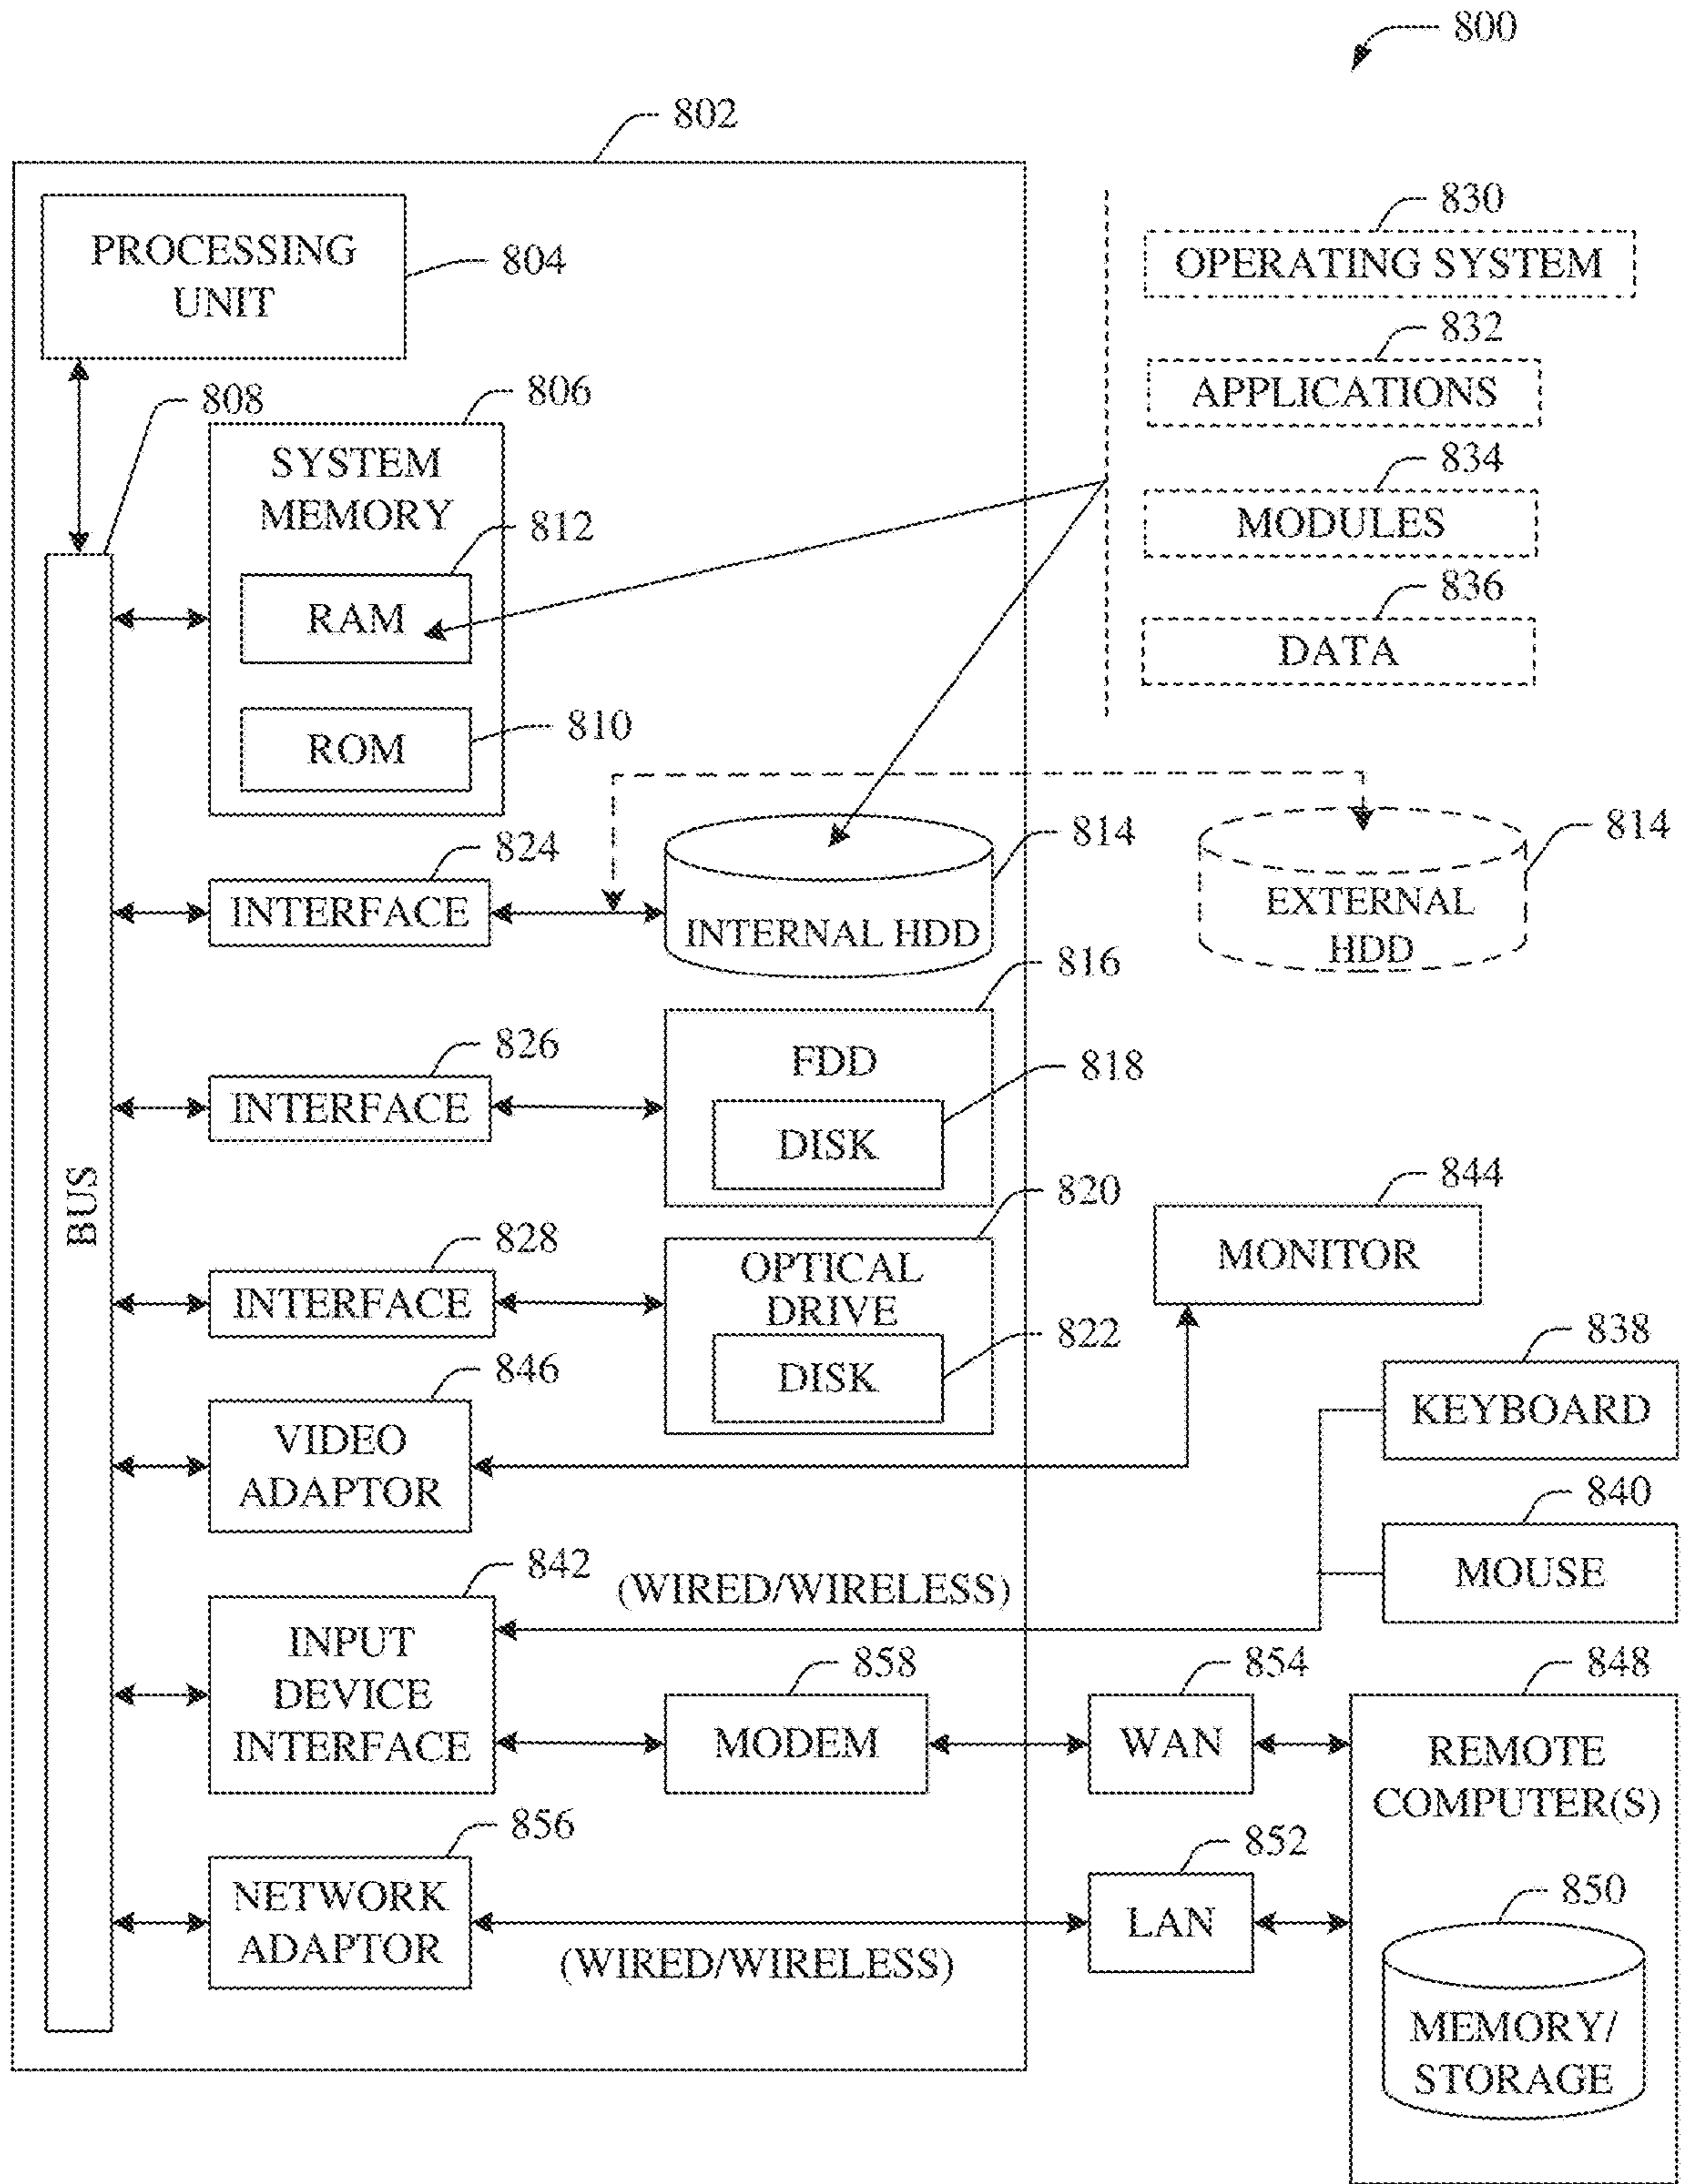 800
802
PROCESSING
UNIT
804
830
OPERATING SYSTEM
832
APPLICATIONS
834
MODULES
836
DATA
808
806
SYSTEM
MEMORY
812
RAM
810
ROM
824
INTERFACE
814
INTERNAL HDD
814
EXTERNAL
HDD
816
826
INTERFACE
FDD
818
DISK
BUS
828
INTERFACE
820
OPTICAL
DRIVE
822
DISK
844
MONITOR
838
KEYBOARD
846
VIDEO
ADAPTOR
840
MOUSE
842
(WIRED/WIRELESS)
INPUT
DEVICE
INTERFACE
858
MODEM
854
WAN
848
REMOTE
COMPUTER(S)
856
NETWORK
ADAPTOR
(WIRED/WIRELESS)
852
LAN
850
MEMORY/
STORAGE